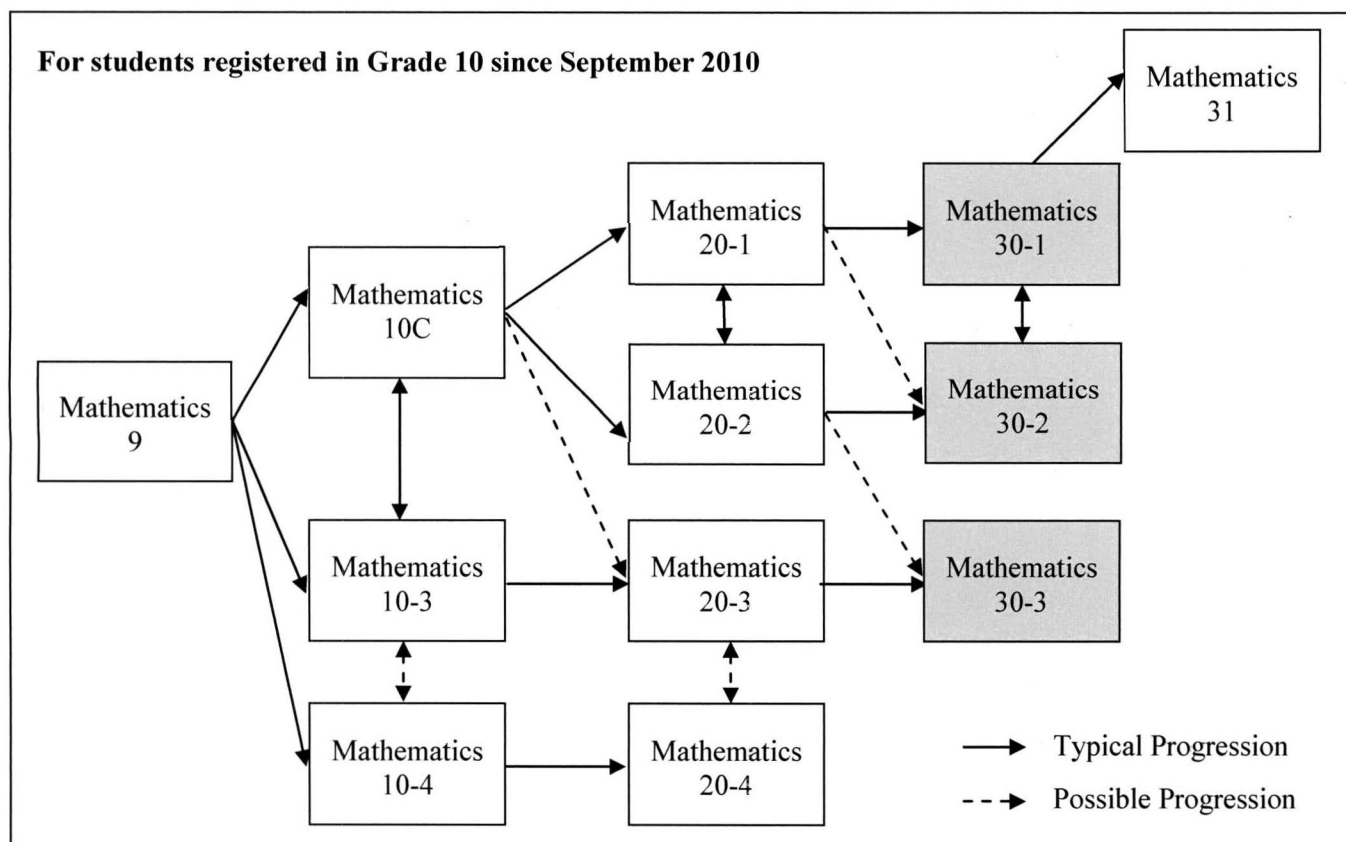 For students registered in Grade 10 since September 2010
Mathematics
31
Mathematics
20-1
Mathematics
30-1
Mathematics
10C
Mathematics
9
Mathematics
20-2
Mathematics
30-2
Mathematics
10-3
Mathematics
20-3
Mathematics
30-3
Mathematics
10-4
Mathematics
20-4
Typical Progression
Possible Progression